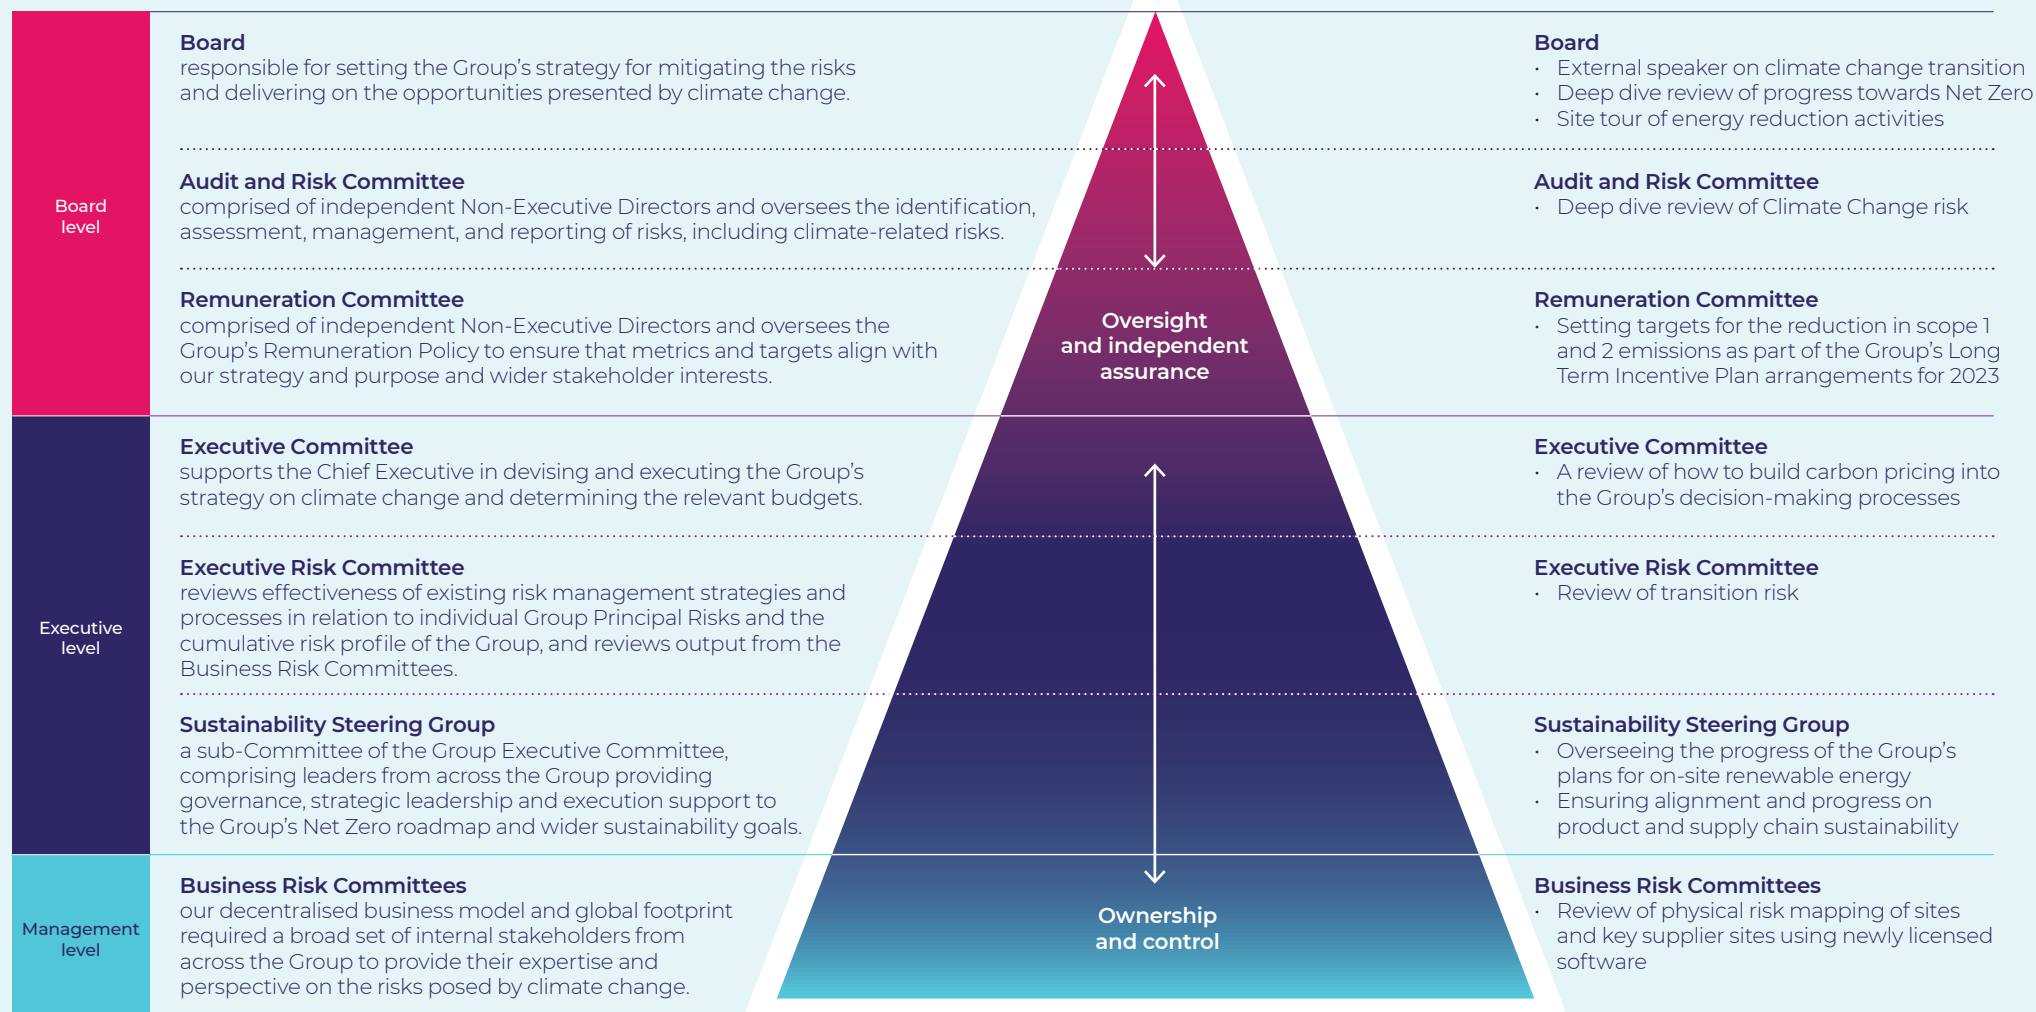 Board
level
Board
responsible for setting the Group’s strategy for mitigating the risks
and delivering on the opportunities presented by climate change.
Audit and Risk Committee
comprised of independent Non-Executive Directors and oversees the identification,
assessment, management, and reporting of risks, including climate-related risks.
Remuneration Committee
comprised of independent Non-Executive Directors and oversees the
Group’s Remuneration Policy to ensure that metrics and targets align with
our strategy and purpose and wider stakeholder interests.
Oversight
and independent
assurance
Board
· External speaker on climate change transition
· Deep dive review of progress towards Net Zero
· Site tour of energy reduction activities
Audit and Risk Committee
· Deep dive review of Climate Change risk
Remuneration Committee
· Setting targets for the reduction in scope 1
and 2 emissions as part of the Group’s Long
Term Incentive Plan arrangements for 2023
Executive
level
Executive Committee
supports the Chief Executive in devising and executing the Group’s
strategy on climate change and determining the relevant budgets.
Executive Risk Committee
reviews effectiveness of existing risk management strategies and
processes in relation to individual Group Principal Risks and the
cumulative risk profile of the Group, and reviews output from the
Business Risk Committees.
Sustainability Steering Group
a sub-Committee of the Group Executive Committee,
comprising leaders from across the Group providing
governance, strategic leadership and execution support to
the Group’s Net Zero roadmap and wider sustainability goals.
Executive Committee
· A review of how to build carbon pricing into
the Group’s decision-making processes
Executive Risk Committee
· Review of transition risk
Sustainability Steering Group
· Overseeing the progress of the Group’s
plans for on-site renewable energy
· Ensuring alignment and progress on
product and supply chain sustainability
Management
level
Business Risk Committees
our decentralised business model and global footprint
required a broad set of internal stakeholders from
across the Group to provide their expertise and
perspective on the risks posed by climate change.
Ownership
and control
Business Risk Committees
· Review of physical risk mapping of sites
and key supplier sites using newly licensed
software